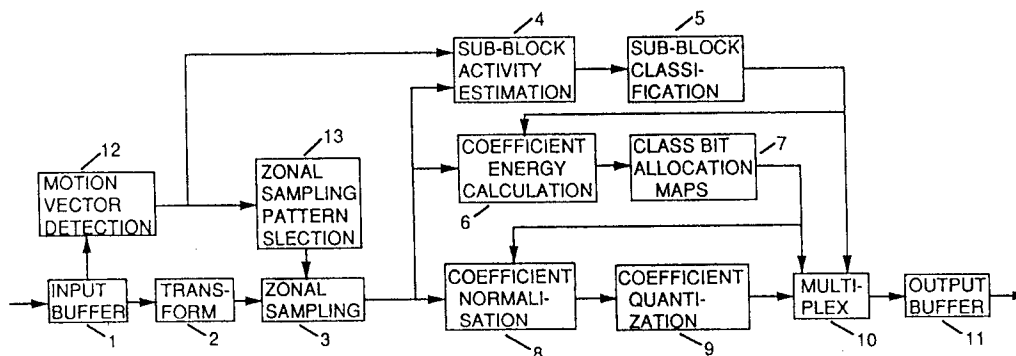 4
5
SUB-BLOCK
ACTIVITY
ESTIMATION
SUB-BLOCK
CLASSI-
FICATION
12
13
7
MOTION
VECTOR
DETECTION
ZONAL
SAMPLING
PATTERN
SLECTION
COEFFICIENT
ENERGY
CALCULATION
CLASS BIT
ALLOCATION
MAPS
6
INPUT
BUFFER
TRANS-
FORM
ZONAL
SAMPLING
COEFFICIENT
NORMALI-
SATION
COEFFICIENT
QUANTI-
ZATION
MULTI-
PLEX
OUTPUT
BUFFER
1
2
3
8
9
10
11